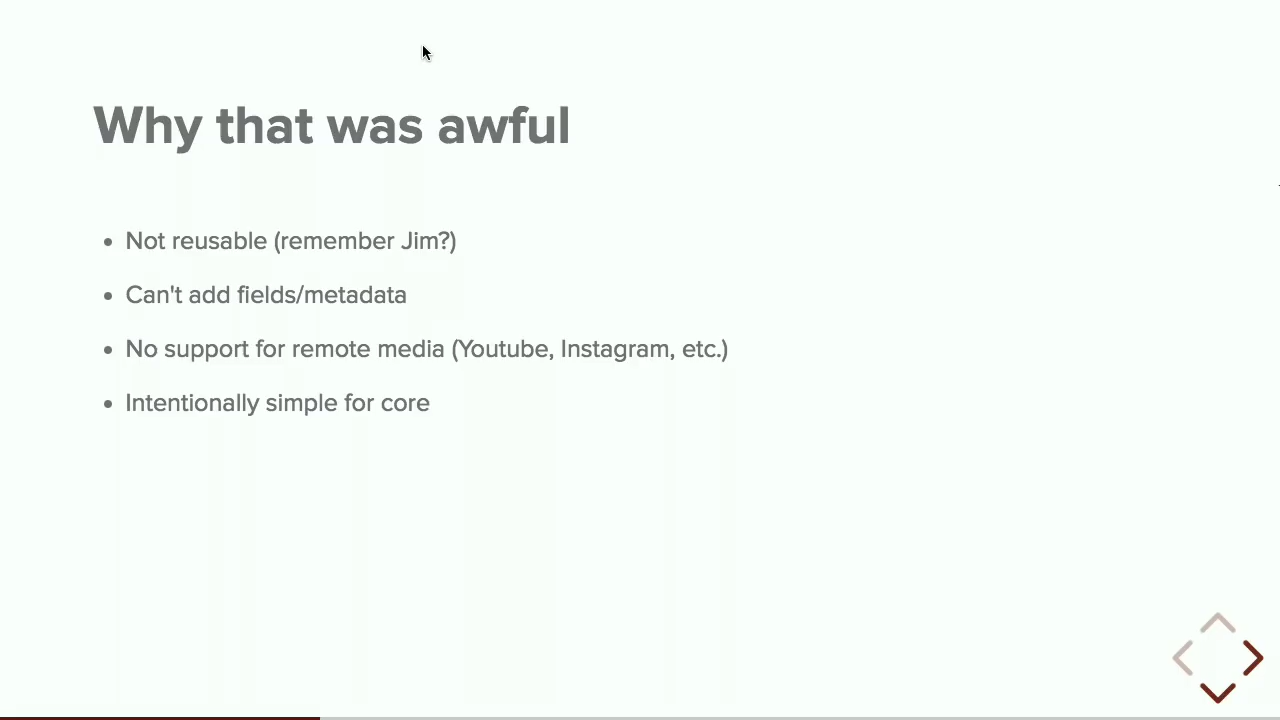 Why that was awful
Not reusable (remember Jim?)
Can't add fields/metadata
No support for remote media (Youtube, Instagram, etc.)
Intentionally simple for core